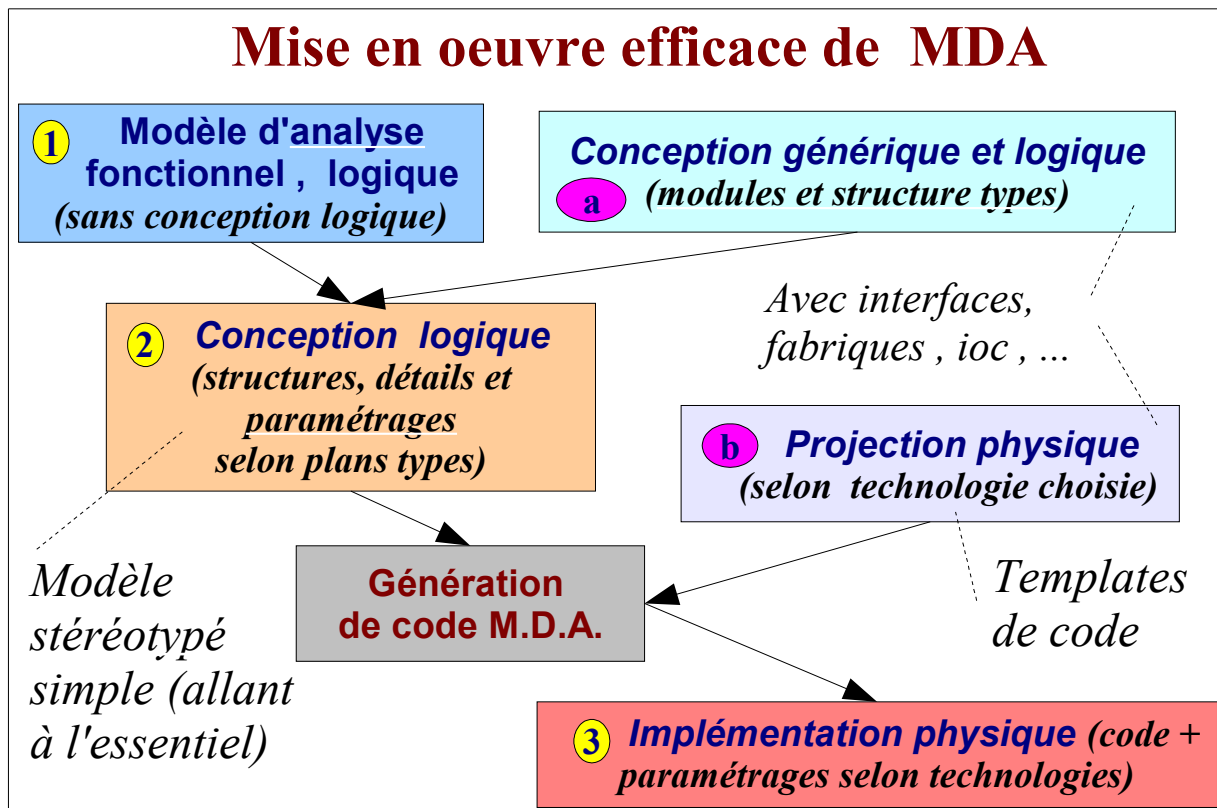 Mise en oeuvre efficace de MDA
1 Modèle d'analyse
fonctionnel , logique
(sans conception logique)
Conception générique et logique
a (modules et structure types)
Avec interfaces,
fabriques , ioc , ...
2 Conception logique
(structures, détails et
paramétrages
selon plans types)
b Projection physique
(selon technologie choisie)
Génération
de code M.D.A.
Modèle
stéréotypé
simple (allant
à l'essentiel)
Templates
de code
3 Implémentation physique (code +
paramétrages selon technologies)